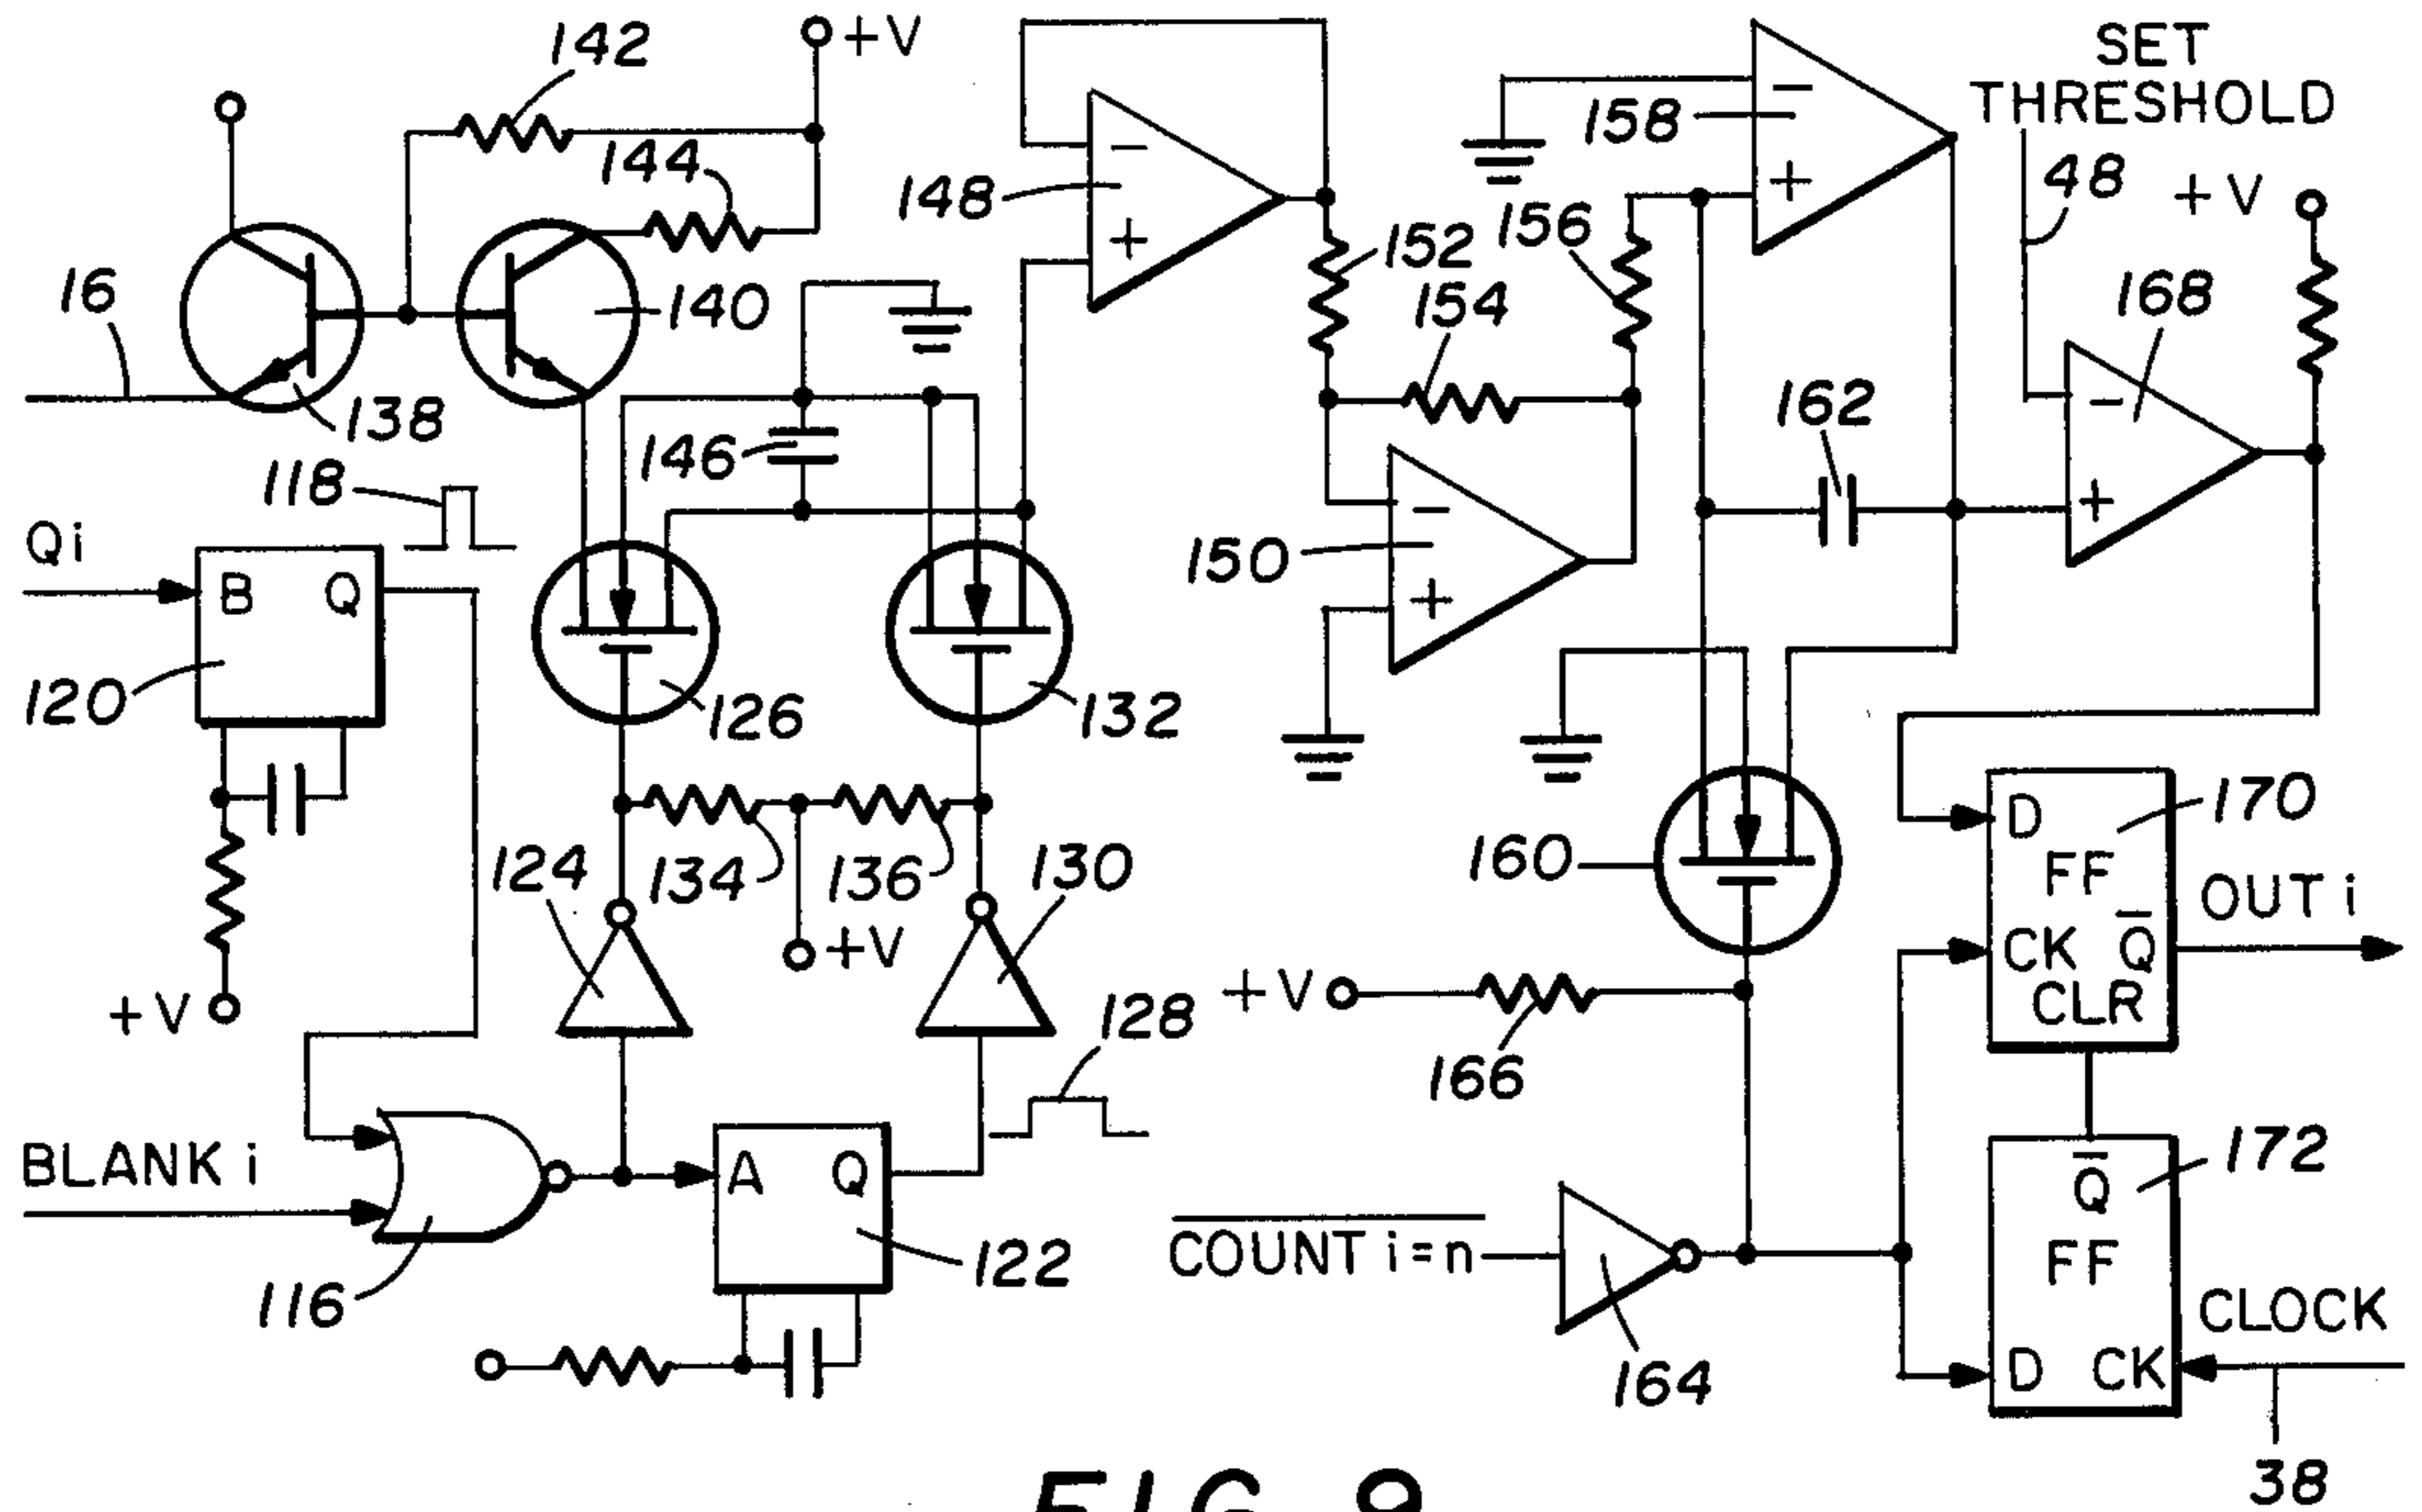 142
+V
SET
THRESHOLD
158
144
148
48
+V
−
+
−
+
152
156
16
140
154
168
138
146
162
118
−
+
Qi
B Q
−
+
150
120
126
132
D
170
FF
OUT i
CK Q̅
CLR
124
134
136
130
160
+V
+V
+V
128
166
BLANK i
A Q
172
Q̅
116
122
COUNT i=n
FF
CLOCK
164
D CK
38
FIG. 9